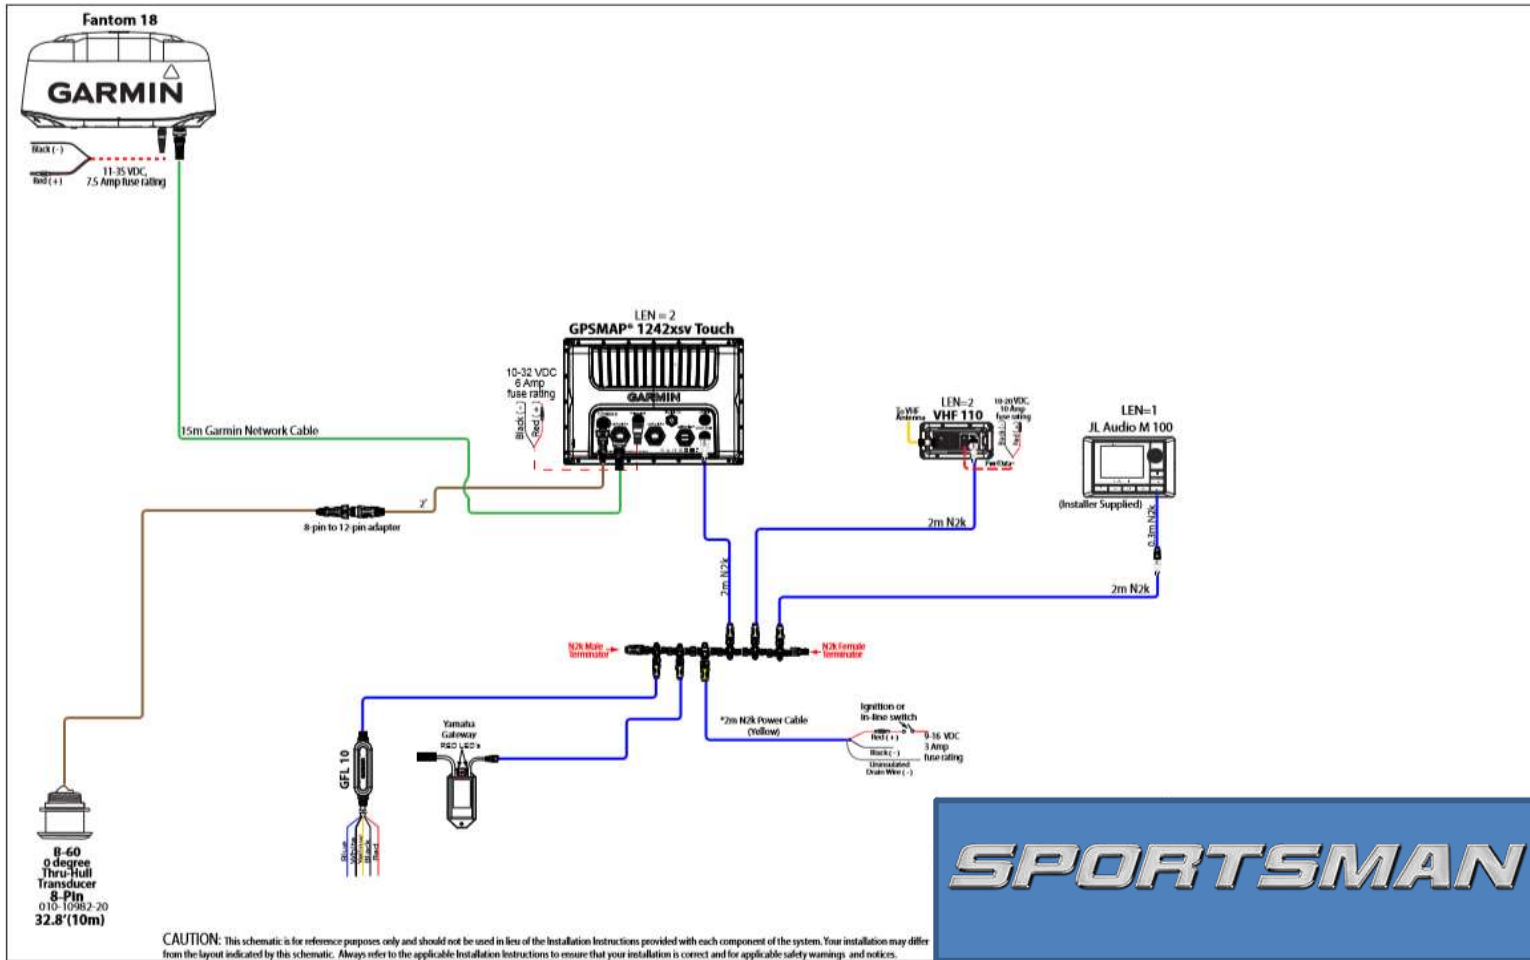 Fantom 18
GARMIN
Black ( - )
Red ( + )
11-35 VDC,
7.5 Amp fuse rating
15m Garmin Network Cable
LEN = 2
GPSMAP® 1242xsv Touch
10-32 VDC
6 Amp
fuse rating
Black ( - )
Red ( + )
GARMIN
To VHF
Antenna
LEN=2
VHF 110
10-20 VDC,
10 Amp
fuse rating
Black ( - )
Red ( + )
LEN=1
JL Audio M 100
(Installer Supplied)
0.3m N2k
2m N2k
2m N2k
2m N2k
2'
8-pin to 12-pin adapter
N2k Male
Terminator
N2k Female
Terminator
*2m N2k Power Cable
(Yellow)
Ignition or
in-line switch
Red ( + )
Black ( - )
Uninsulated
Drain Wire ( - )
9-16 VDC
3 Amp
fuse rating
Yamaha
Gateway
RED LED's
GFL 10
Blue
White
Yellow
Black
Red
B-60
0 degree
Thru-Hull
Transducer
8-Pin
010-10982-20
32.8'(10m)
SPORTSMAN
CAUTION: This schematic is for reference purposes only and should not be used in lieu of the Installation Instructions provided with each component of the system. Your installation may differ
from the layout indicated by this schematic. Always refer to the applicable Installation Instructions to ensure that your installation is correct and for applicable safety warnings and notices.